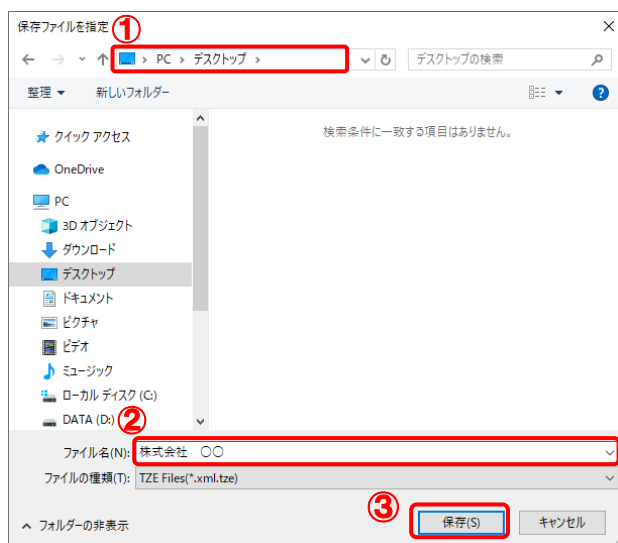 保存ファイルを指定 ①
PC › デスクトップ ›
デスクトップの検索
整理
新しいフォルダー
クイック アクセス
検索条件に一致する項目はありません。
OneDrive
PC
3D オブジェクト
ダウンロード
デスクトップ
ドキュメント
ピクチャ
ビデオ
ミュージック
ローカル ディスク (C:)
DATA (D:) ②
ファイル名(N): 株式会社　○○
ファイルの種類(T): TZE Files(*.xml.tze)
③
フォルダーの非表示
保存(S)
キャンセル